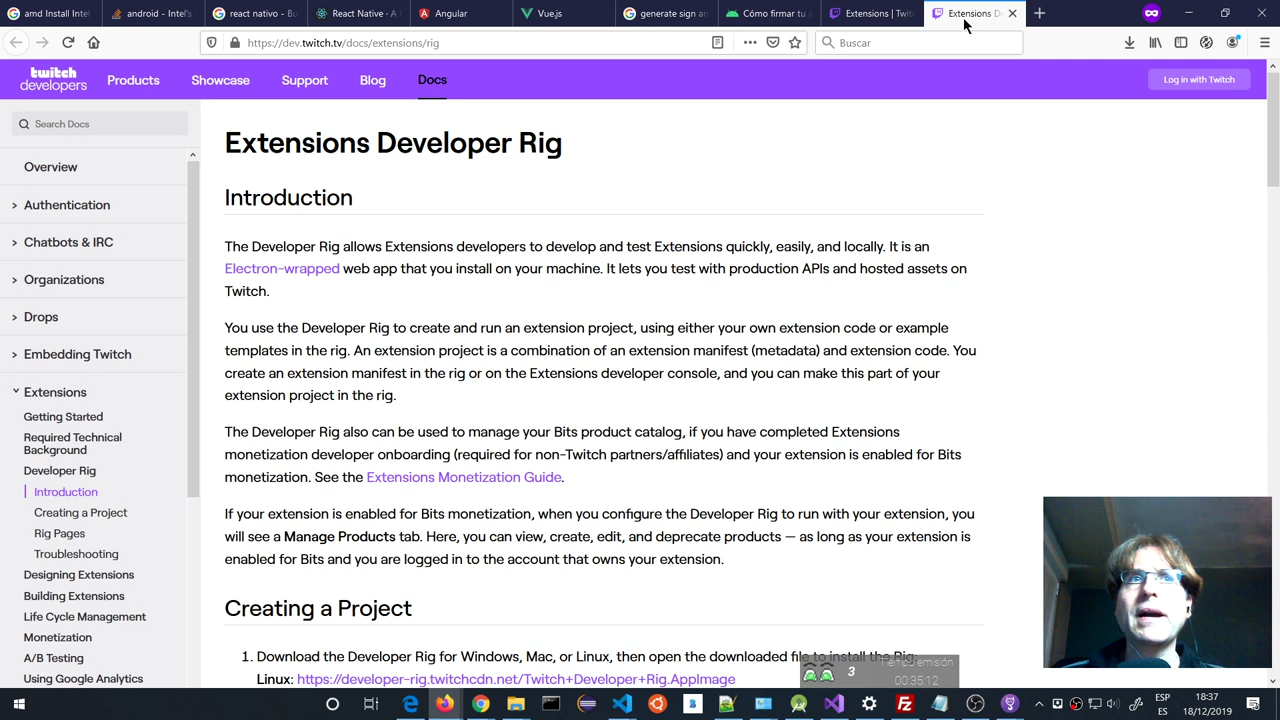 and Install Intel
android - Intel's
react native - Bu
React Native · A
Angular
Vue.js
generate sign an
Cómo firmar tu a
Extensions | Twit
Extensions De
https://dev.twitch.tv/docs/extensions/rig
Buscar
twitch
developers
Products
Showcase
Support
Blog
Docs
Log in with Twitch
Search Docs
Overview
Authentication
Chatbots & IRC
Organizations
Drops
Embedding Twitch
Extensions
Getting Started
Required Technical
Background
Developer Rig
Introduction
Creating a Project
Rig Pages
Troubleshooting
Designing Extensions
Building Extensions
Life Cycle Management
Monetization
A/B Testing
Using Google Analytics
Extensions Developer Rig
Introduction
The Developer Rig allows Extensions developers to develop and test Extensions quickly, easily, and locally. It is an
Electron-wrapped web app that you install on your machine. It lets you test with production APIs and hosted assets on
Twitch.
You use the Developer Rig to create and run an extension project, using either your own extension code or example
templates in the rig. An extension project is a combination of an extension manifest (metadata) and extension code. You
create an extension manifest in the rig or on the Extensions developer console, and you can make this part of your
extension project in the rig.
The Developer Rig also can be used to manage your Bits product catalog, if you have completed Extensions
monetization developer onboarding (required for non-Twitch partners/affiliates) and your extension is enabled for Bits
monetization. See the Extensions Monetization Guide.
If your extension is enabled for Bits monetization, when you configure the Developer Rig to run with your extension, you
will see a Manage Products tab. Here, you can view, create, edit, and deprecate products — as long as your extension is
enabled for Bits and you are logged in to the account that owns your extension.
Creating a Project
1. Download the Developer Rig for Windows, Mac, or Linux, then open the downloaded file to install the Rig:
Linux: https://developer-rig.twitchcdn.net/Twitch+Developer+Rig.AppImage
3
Tiempo emisión
00:35:12
ESP
ES
18:37
18/12/2019